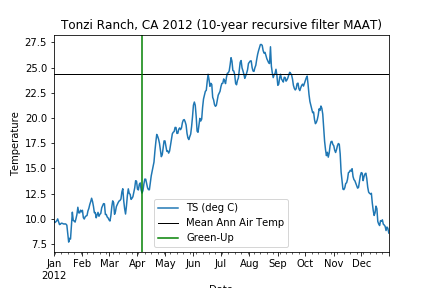 Tonzi Ranch, CA 2012 (10-year recursive filter MAAT)
27.5
25.0
22.5
20.0
17.5
15.0
12.5
10.0
7.5
Temperature
TS (deg C)
Mean Ann Air Temp
Green-Up
Jan Feb Mar Apr May Jun Jul Aug Sep Oct Nov Dec
2012